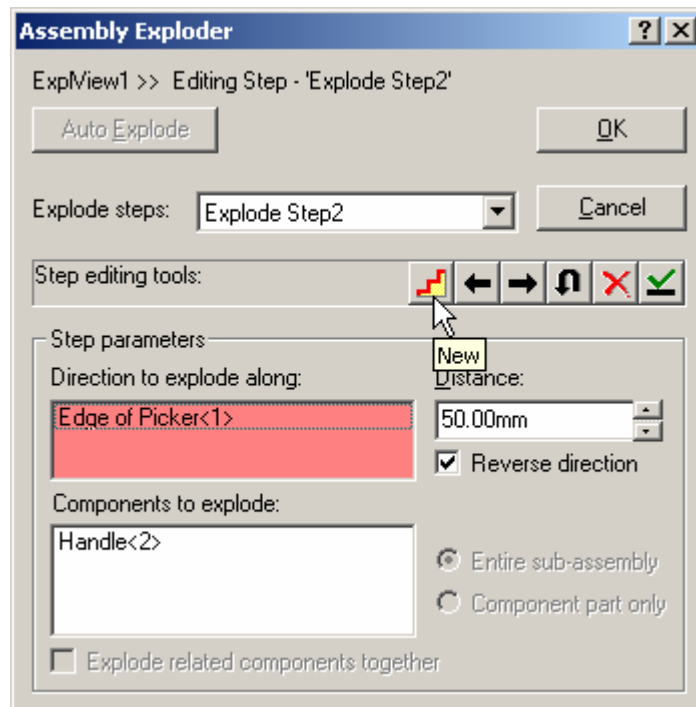 Assembly Exploder
ExplView1 >> Editing Step - 'Explode Step2'
Auto Explode
OK
Explode steps:
Explode Step2
Cancel
Step editing tools:
New
Step parameters
Direction to explode along:
Distance:
Edge of Picker<1>
50.00mm
Reverse direction
Components to explode:
Handle<2>
Entire sub-assembly
Component part only
Explode related components together